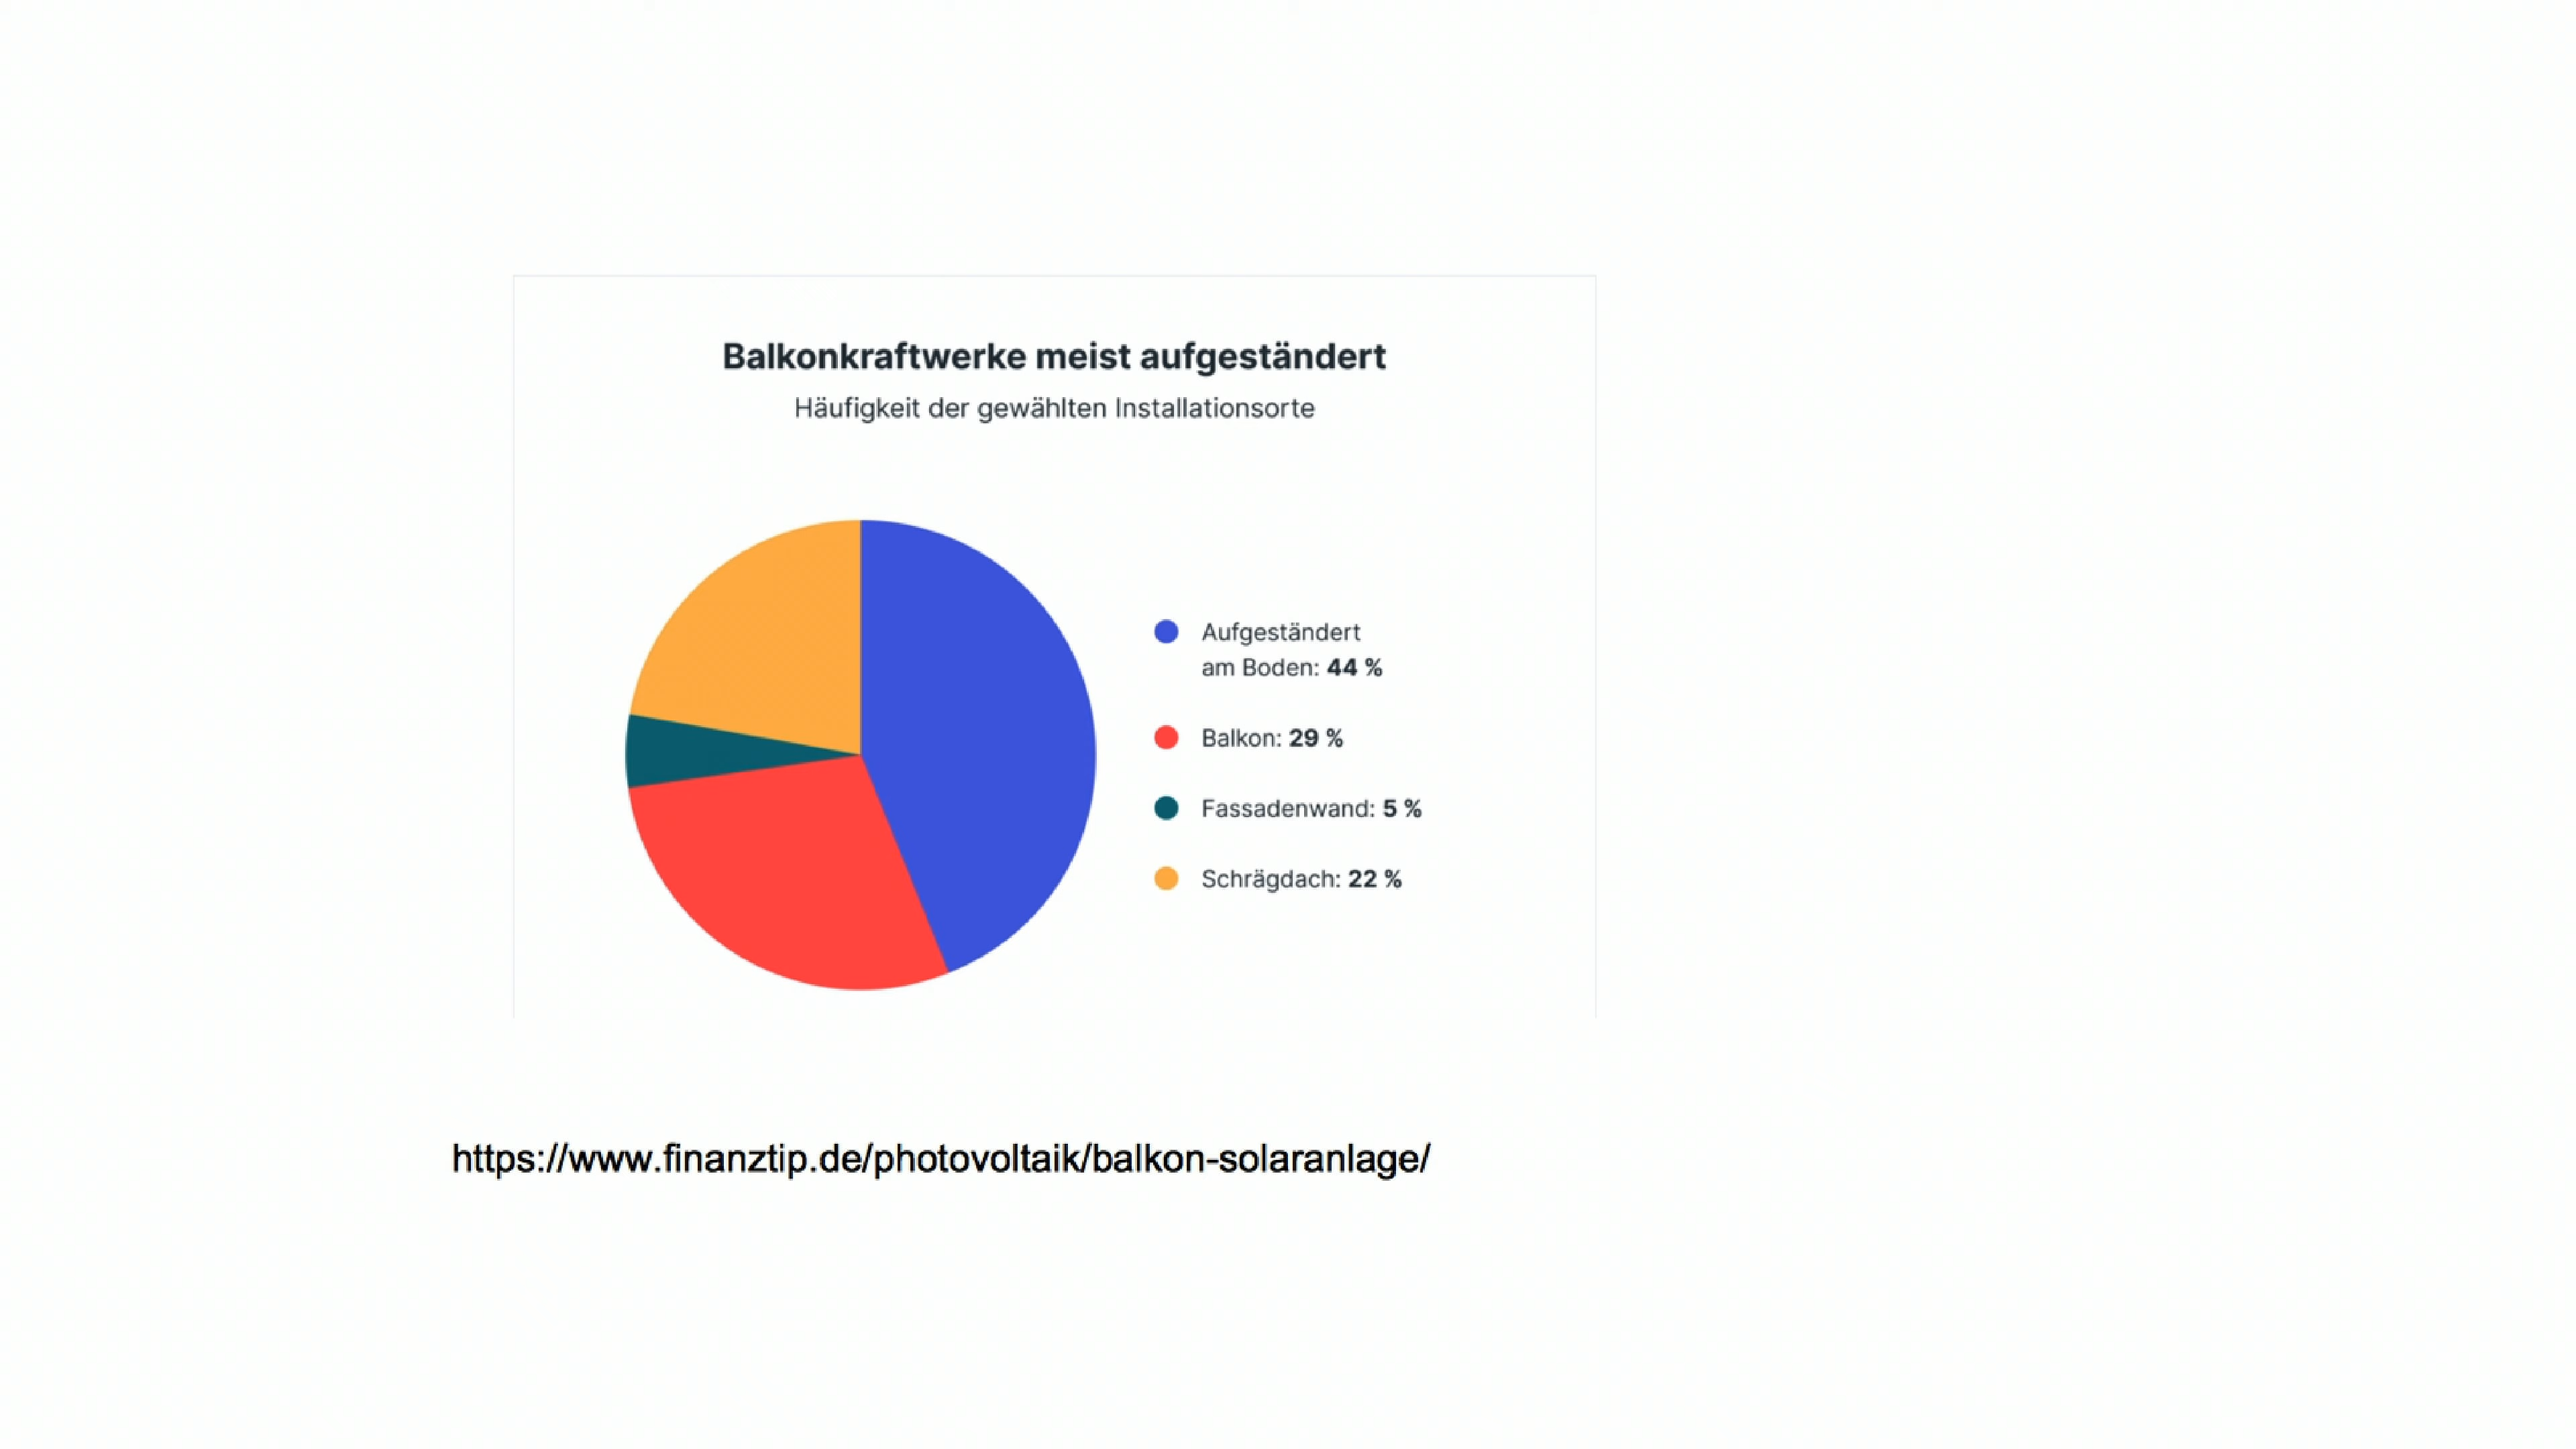 Balkonkraftwerke meist aufgeständert
Häufigkeit der gewählten Installationsorte
Aufgeständert
am Boden: 44 %
Balkon: 29 %
Fassadenwand: 5 %
Schrägdach: 22 %
https://www.finanztip.de/photovoltaik/balkon-solaranlage/